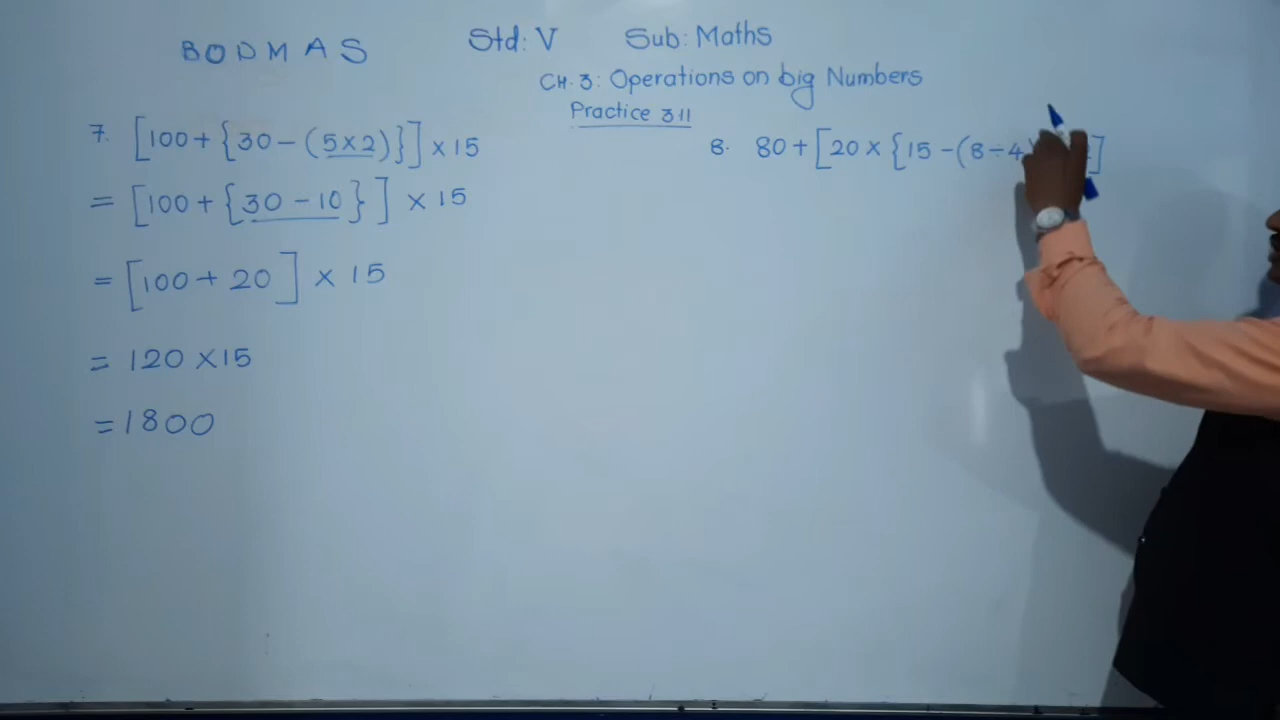 BODMAS
Std: V Sub: Maths
CH. 3: Operations on big Numbers
Practice 3.11
7. [100 + {30 - (5 × 2)}] × 15
= [100 + {30 - 10}] × 15
= [100 + 20] × 15
= 120 × 15
= 1800
8. 80 + [20 × {15 - (8 ÷ 4 ]